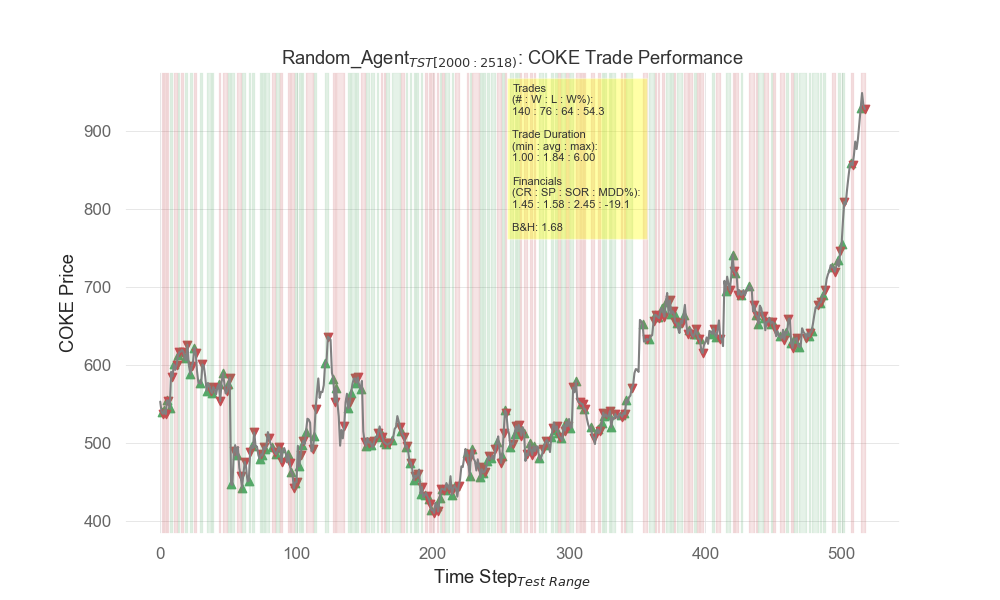 Random_Agent TST[2000 : 2518) : COKE Trade Performance
Trades
(# : W : L : W%):
140 : 76 : 64 : 54.3
Trade Duration
(min : avg : max):
1.00 : 1.84 : 6.00
Financials
(CR : SP : SOR : MDD%):
1.45 : 1.58 : 2.45 : -19.1
B&H: 1.68
COKE Price
900
800
700
600
500
400
0 100 200 300 400 500
Time Step Test Range